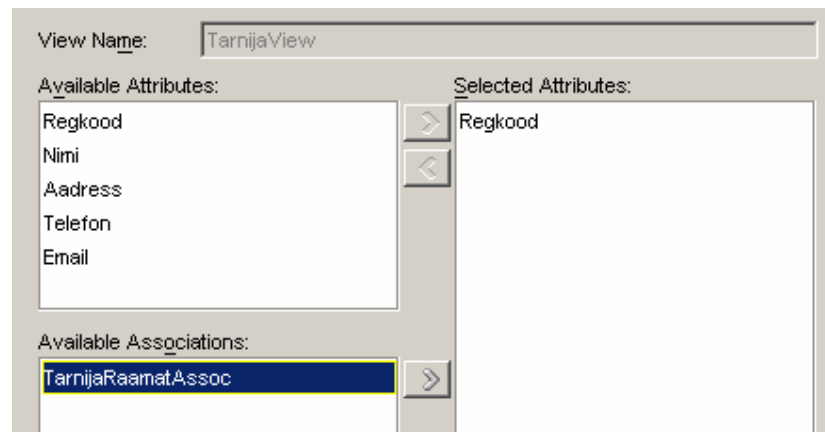 View Name: TarnijaView
Available Attributes:
Regkood
Nimi
Aadress
Telefon
Email
Available Associations:
TarnijaRaamatAssoc
Selected Attributes:
Regkood